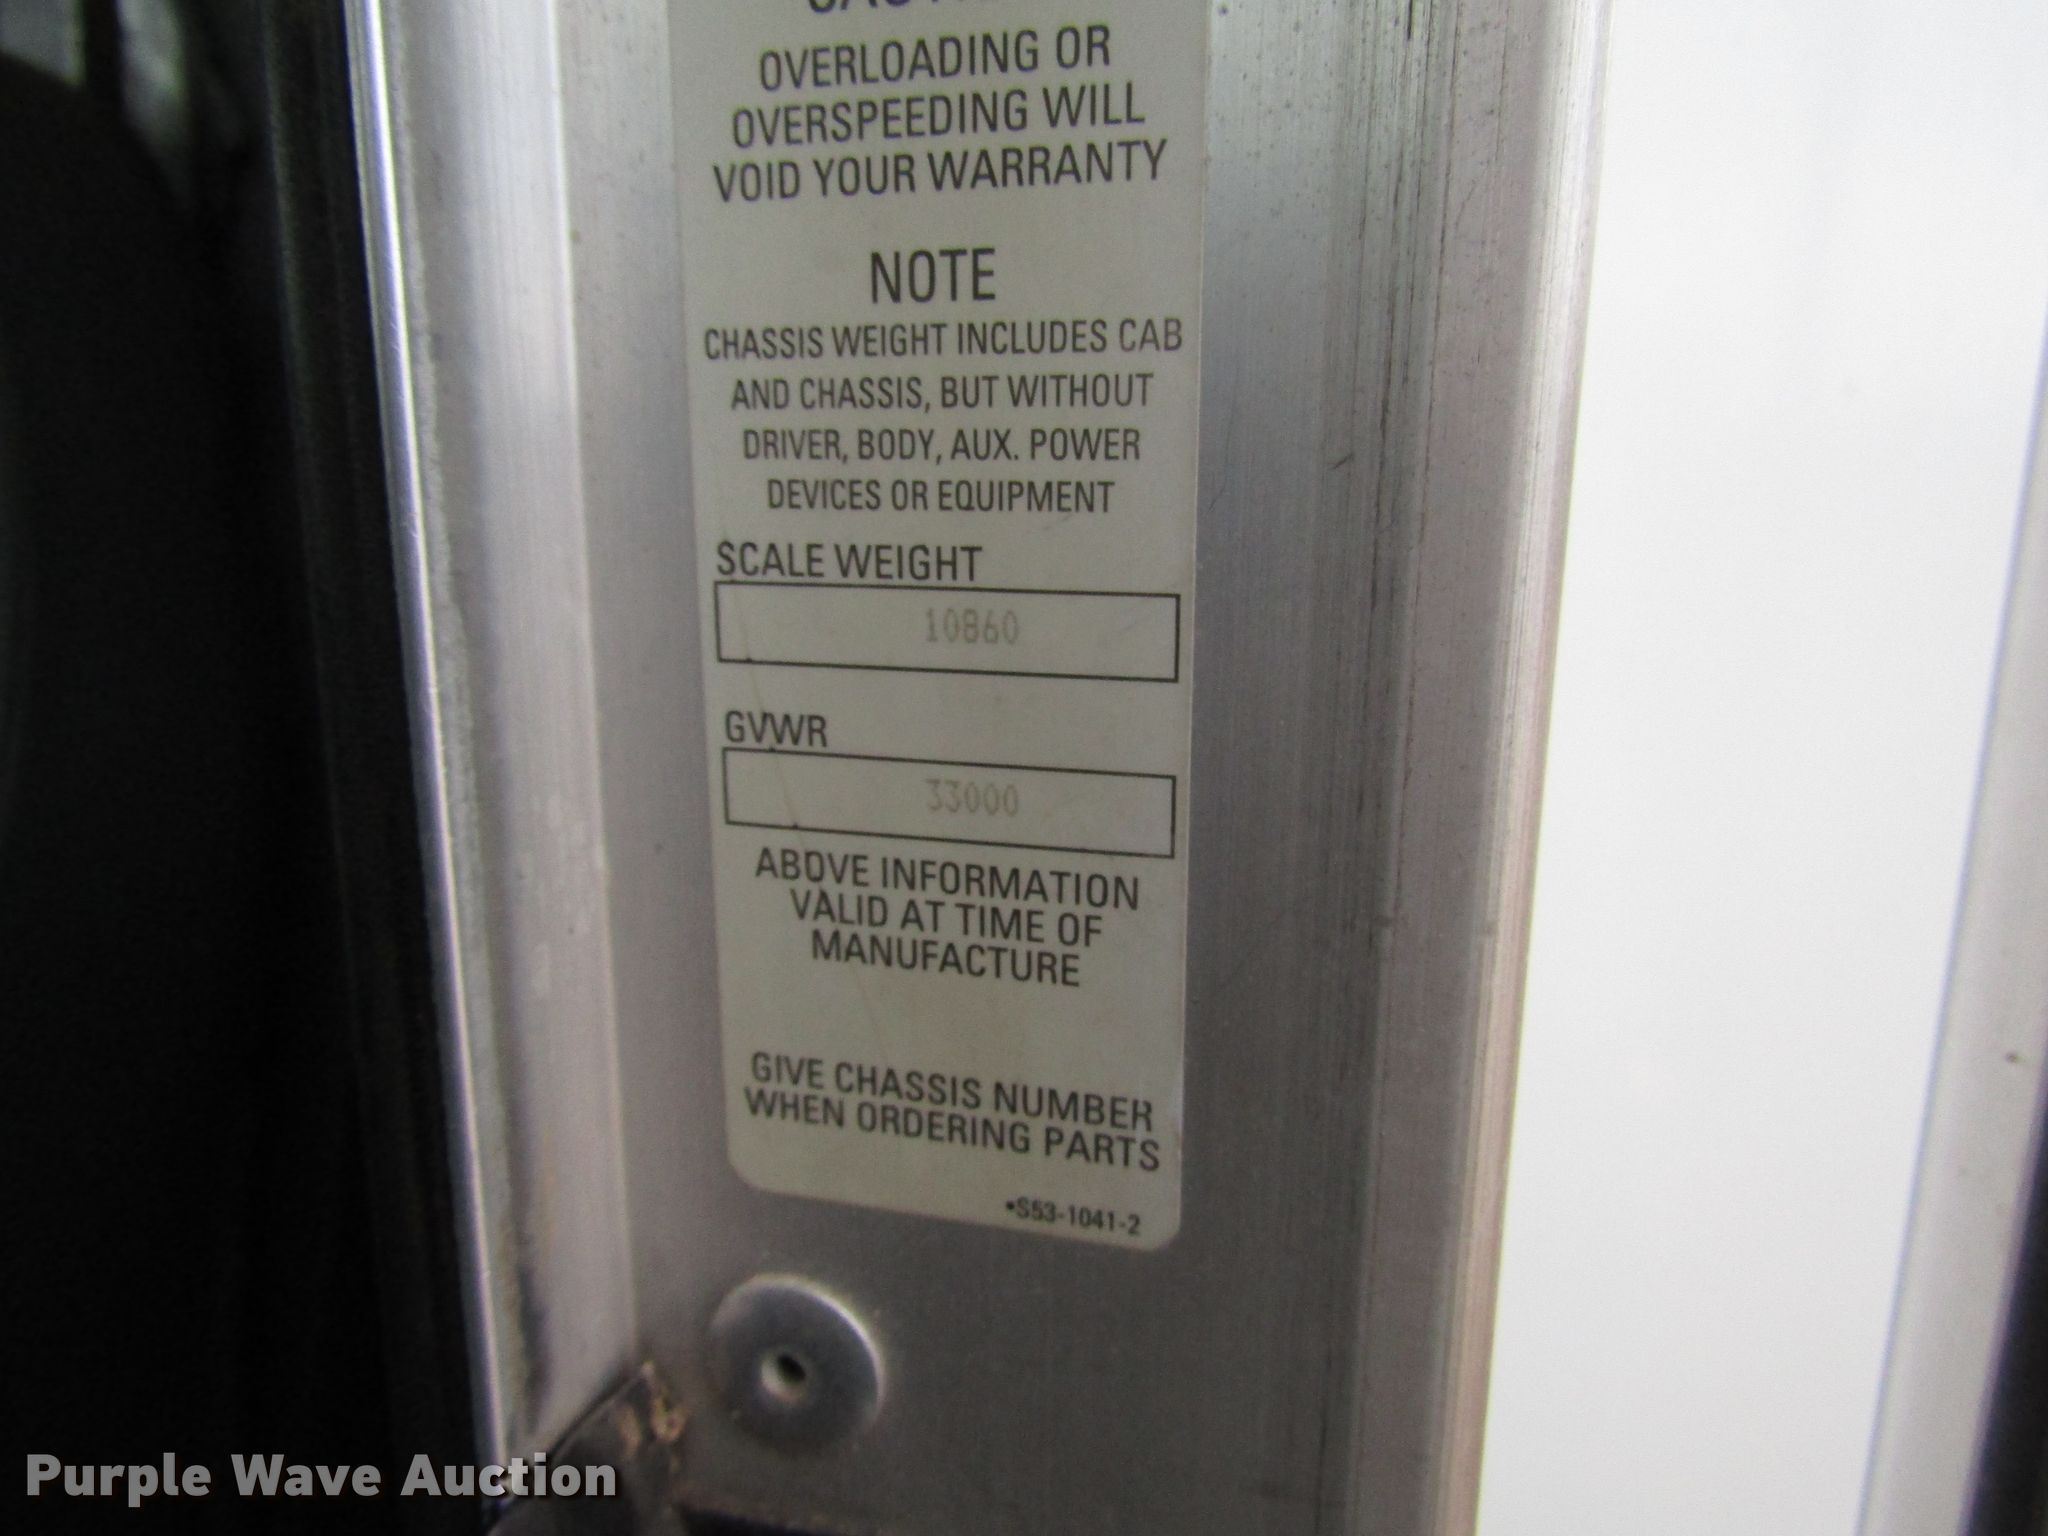 CAUTION
OVERLOADING OR
OVERSPEEDING WILL
VOID YOUR WARRANTY
NOTE
CHASSIS WEIGHT INCLUDES CAB
AND CHASSIS, BUT WITHOUT
DRIVER, BODY, AUX. POWER
DEVICES OR EQUIPMENT
SCALE WEIGHT
10860
GVWR
33000
ABOVE INFORMATION
VALID AT TIME OF
MANUFACTURE
GIVE CHASSIS NUMBER
WHEN ORDERING PARTS
•S53-1041-2
Purple Wave Auction